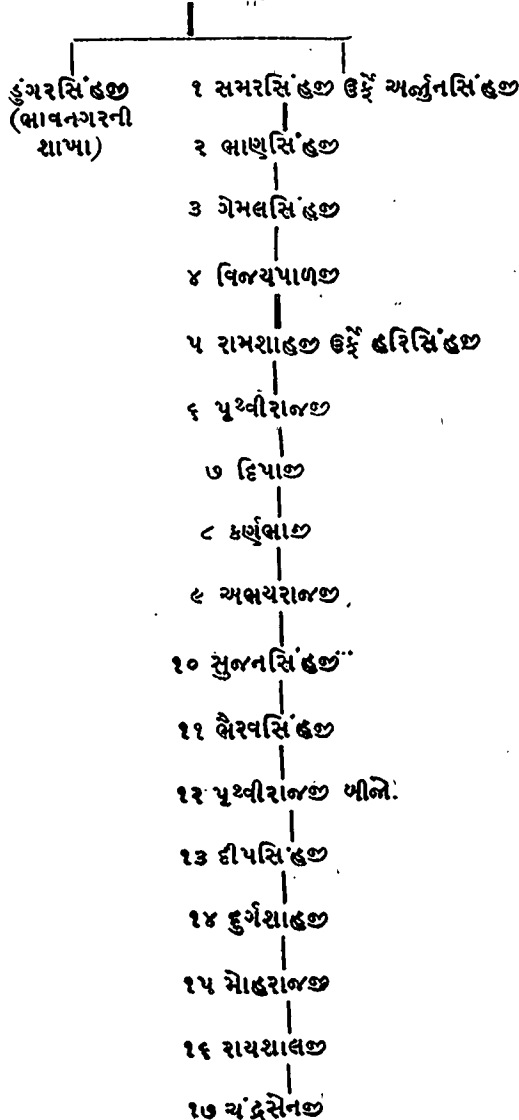 ડુંગરસિંહજી
(ભાવનગરની
શાખા)
૧ સમરસિંહજી ઉર્ફે અર્જુનસિંહજી
૨ ભાણસિંહજી
૩ ગેમલસિંહજી
૪ વિજયપાળજી
૫ રામશાહજી ઉર્ફે હરિસિંહજી
૬ પૃથ્વીરાજજી
૭ દિપાજી
૮ કર્ણભાજી
૯ અભયરાજજી
૧૦ સુજનસિંહજી
૧૧ ભૈરવસિંહજી
૧૨ પૃથ્વીરાજજી બીજો
૧૩ દીપસિંહજી
૧૪ દુર્ગશાહજી
૧૫ મોહરાજજી
૧૬ રાયશાલજી
૧૭ ચંદ્રસેનજી